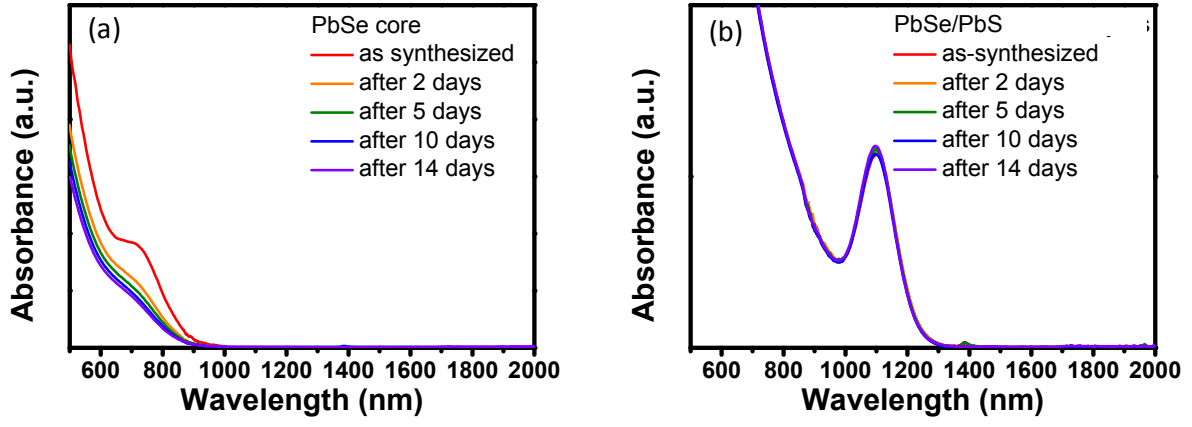 (a)
PbSe core
as synthesized
after 2 days
after 5 days
after 10 days
after 14 days
Absorbance (a.u.)
600 800 1000 1200 1400 1600 1800 2000
Wavelength (nm)
(b)
PbSe/PbS
as-synthesized
after 2 days
after 5 days
after 10 days
after 14 days
Absorbance (a.u.)
600 800 1000 1200 1400 1600 1800 2000
Wavelength (nm)